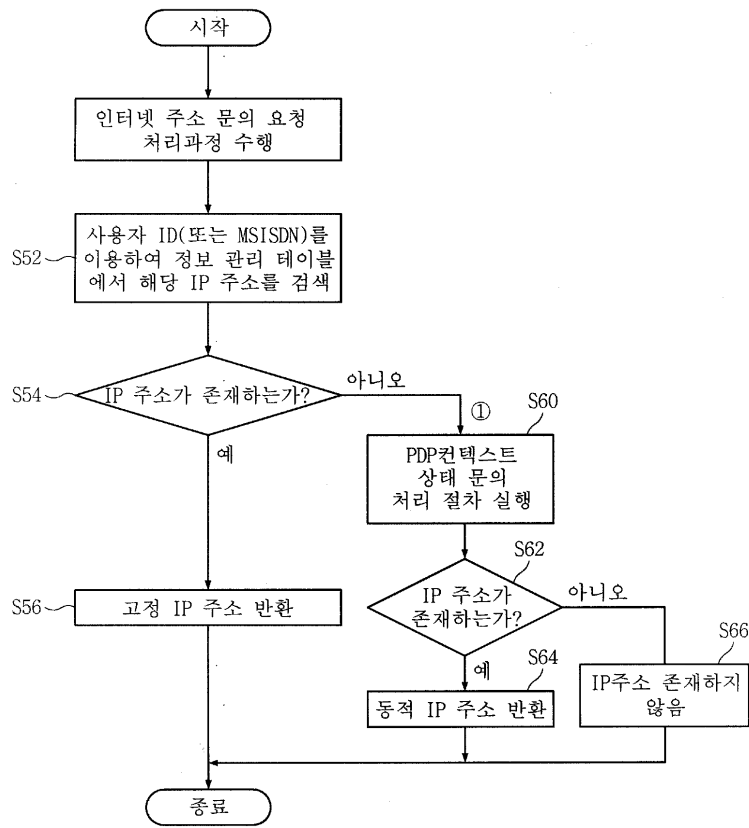 시작
인터넷 주소 문의 요청
처리과정 수행
S52
사용자 ID(또는 MSISDN)를
이용하여 정보 관리 테이블
에서 해당 IP 주소를 검색
S54
IP 주소가 존재하는가?
아니오
예
①
S60
PDP컨텍스트
상태 문의
처리 절차 실행
S62
IP 주소가
존재하는가?
아니오
예
S56
고정 IP 주소 반환
S64
동적 IP 주소 반환
S66
IP주소 존재하지
않음
종료